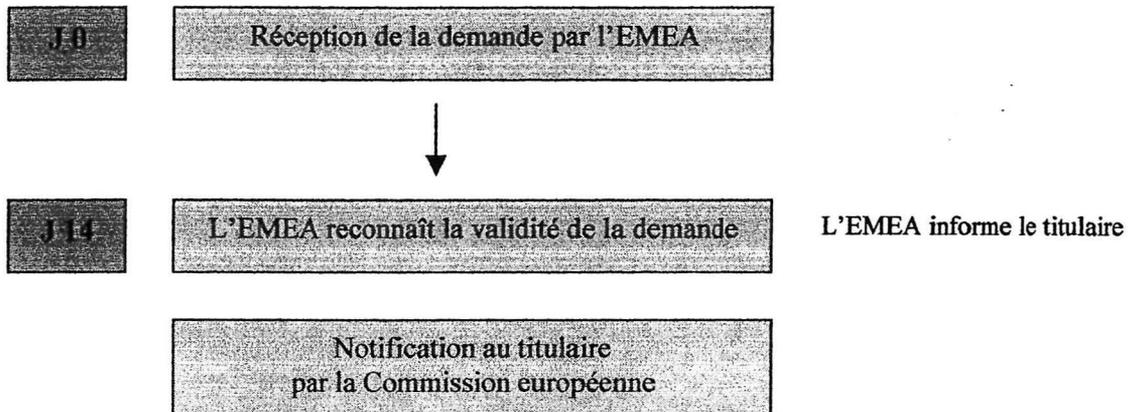 J 0
Réception de la demande par l'EMEA
J 14
L'EMEA reconnaît la validité de la demande
L'EMEA informe le titulaire
Notification au titulaire
par la Commission européenne